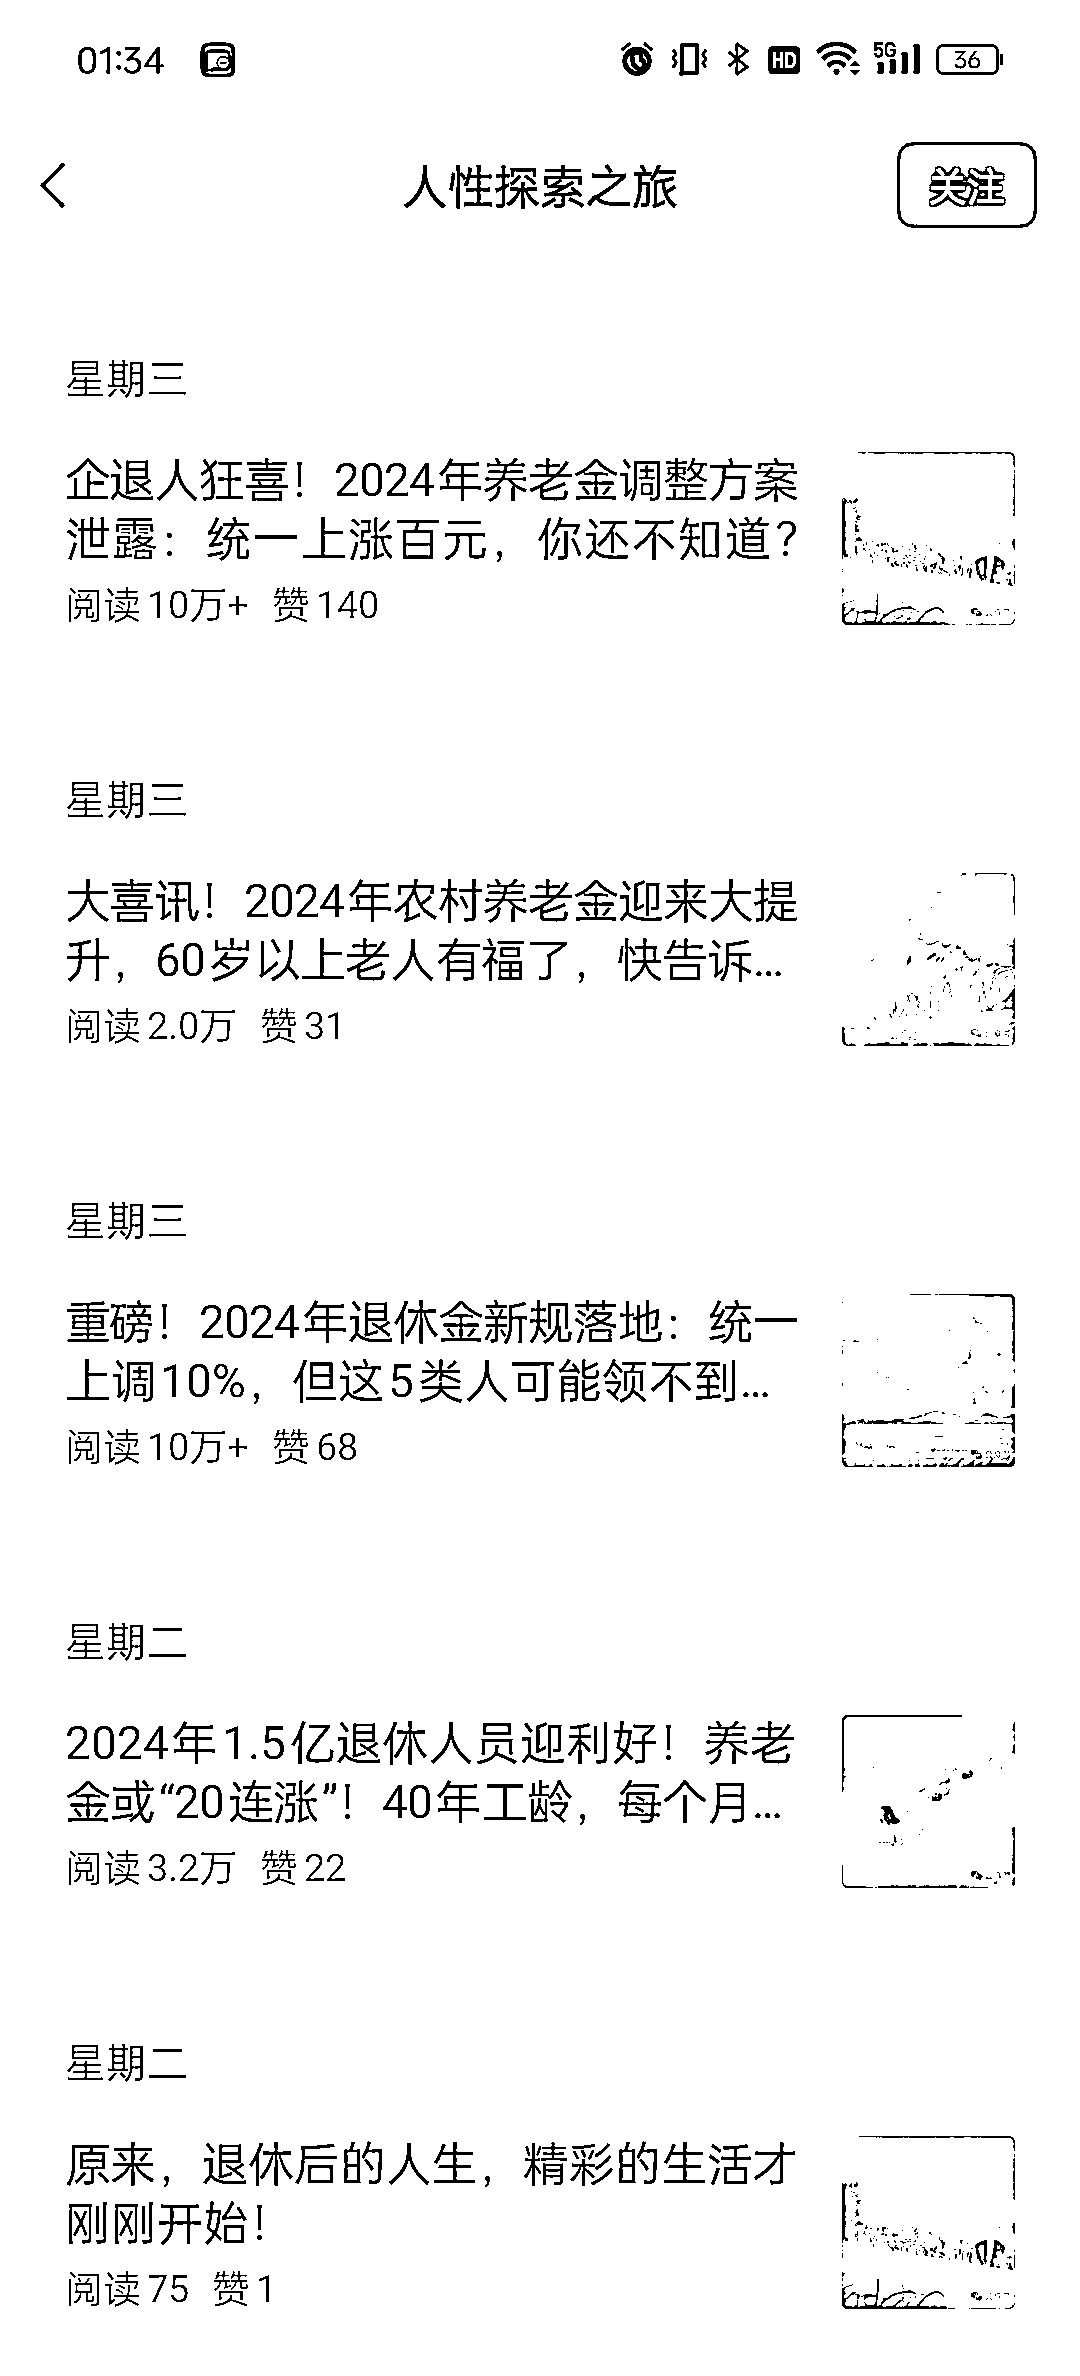 01:34 HD 5G 36
人性探索之旅 关注
星期三
企退人狂喜！2024年养老金调整方案
泄露：统一上涨百元，你还不知道？
阅读10万+ 赞140
星期三
大喜讯！2024年农村养老金迎来大提
升，60岁以上老人有福了，快告诉...
阅读2.0万 赞31
星期三
重磅！2024年退休金新规落地：统一
上调10%，但这5类人可能领不到...
阅读10万+ 赞68
星期二
2024年1.5亿退休人员迎利好！养老
金或“20连涨”！40年工龄，每个月...
阅读3.2万 赞22
星期二
原来，退休后的人生，精彩的生活才
刚刚开始！
阅读75 赞1